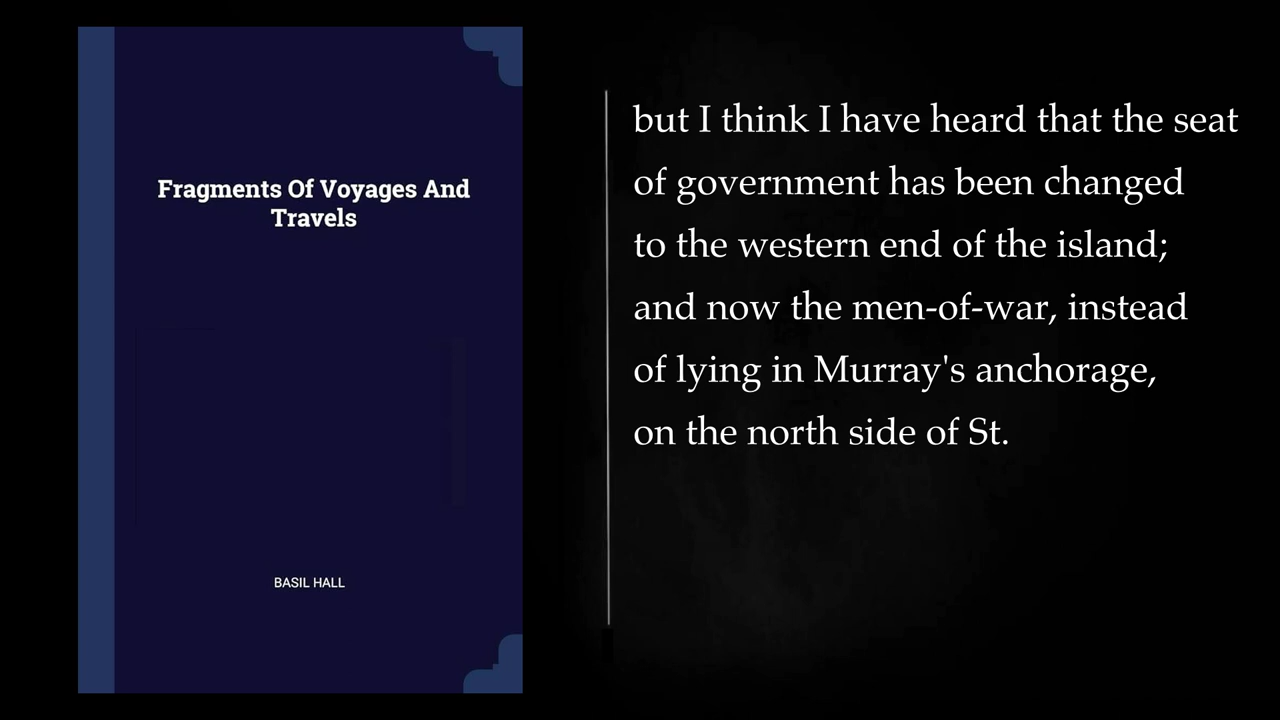 Fragments Of Voyages And
Travels
BASIL HALL
but I think I have heard that the seat
of government has been changed
to the western end of the island;
and now the men-of-war, instead
of lying in Murray's anchorage,
on the north side of St.